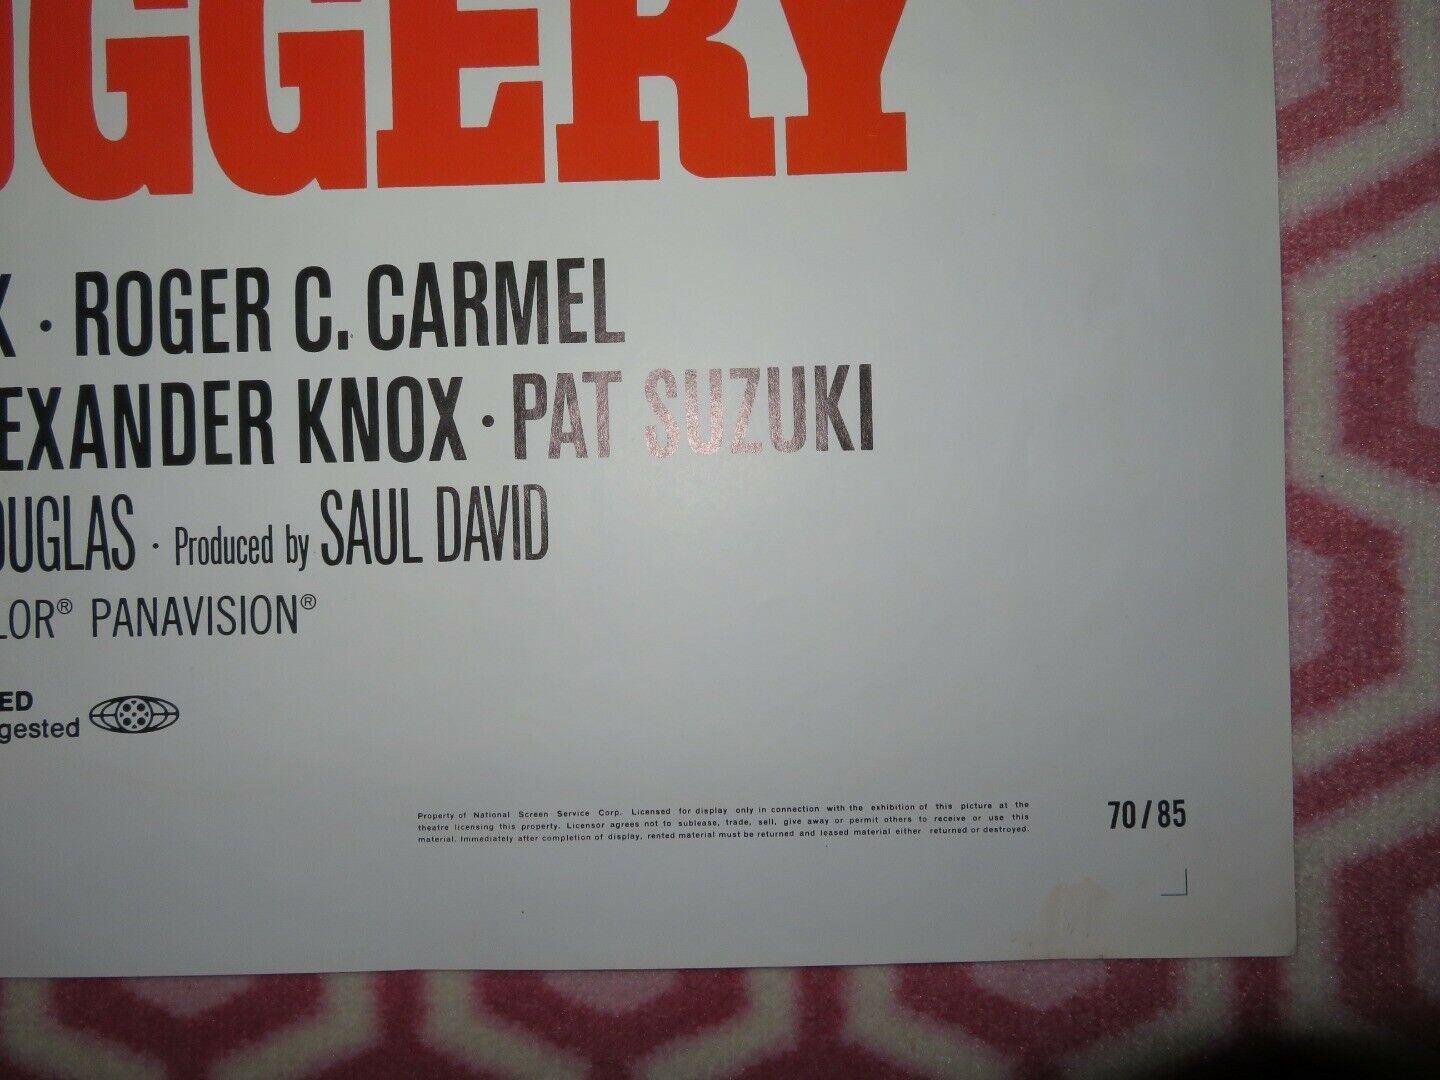 UGGERY
K · ROGER C. CARMEL
EXANDER KNOX · PAT SUZUKI
OUGLAS · Produced by SAUL DAVID
LOR® PANAVISION®
ED
gested
Property of National Screen Service Corp. Licensed for display only in connection with the exhibition of this picture at the
theatre licensing this property. Licensor agrees not to sublease, trade, sell, give away or permit others to receive or use this
material. Immediately after completion of display, rented material must be returned and leased material either returned or destroyed.
70/85